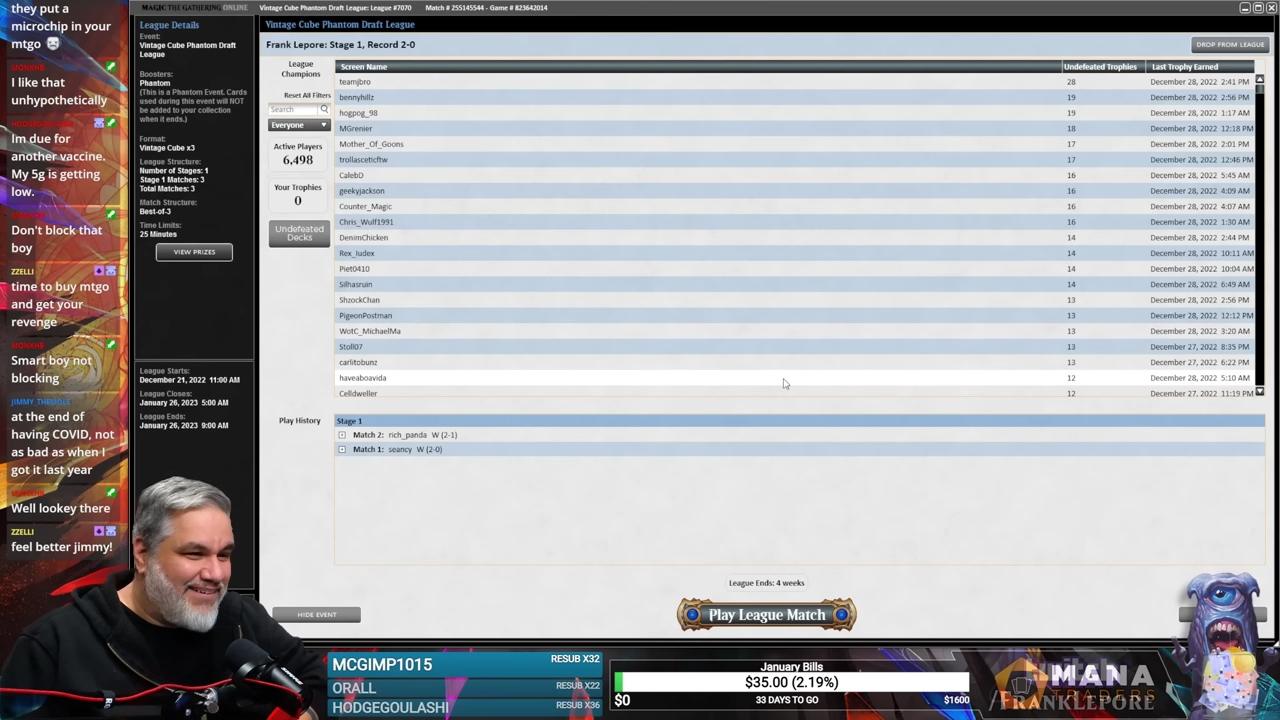 MAGIC THE GATHERING ONLINE
Vintage Cube Phantom Draft League: League #7070 Match # 255145544 - Game # 823642014
they put a
microchip in your
mtgo
I like that
unhypothetically
Im due for
another vaccine.
My 5g is getting
low.
Don't block that
boy
ZZELLI
time to buy mtgo
and get your
revenge
MONKHB
Smart boy not
blocking
at the end of
having COVID, not
as bad as when I
got it last year
Well lookey there
ZZELLI
feel better jimmy!
League Details
Event:
Vintage Cube Phantom Draft
League
Boosters:
Phantom
(This is a Phantom Event. Cards
used during this event will NOT
be added to your collection
when it ends.)
Format:
Vintage Cube x3
League Structure:
Number of Stages: 1
Stage 1 Matches: 3
Total Matches: 3
Match Structure:
Best-of-3
Time Limits:
25 Minutes
VIEW PRIZES
League Starts:
December 21, 2022 11:00 AM
League Closes:
January 26, 2023 5:00 AM
League Ends:
January 26, 2023 9:00 AM
Vintage Cube Phantom Draft League
Frank Lepore: Stage 1, Record 2-0
DROP FROM LEAGUE
League
Champions
Reset All Filters
Search
Everyone
Active Players
6,498
Your Trophies
0
Undefeated
Decks
Screen Name Undefeated Trophies Last Trophy Earned
teamjbro 28 December 28, 2022 2:41 PM
bennyhillz 19 December 28, 2022 2:56 PM
hogpog_98 19 December 28, 2022 1:17 AM
MGrenier 18 December 28, 2022 12:18 PM
Mother_Of_Goons 17 December 28, 2022 2:01 PM
trollasceticftw 17 December 28, 2022 12:46 PM
CalebD 16 December 28, 2022 5:45 AM
geekyjackson 16 December 28, 2022 4:09 AM
Counter_Magic 16 December 28, 2022 4:07 AM
Chris_Wulf1991 16 December 28, 2022 1:30 AM
DenimChicken 14 December 28, 2022 2:44 PM
Rex_Iudex 14 December 28, 2022 10:11 AM
Piet0410 14 December 28, 2022 10:04 AM
Silhasruin 14 December 28, 2022 6:49 AM
ShzockChan 13 December 28, 2022 2:56 PM
PigeonPostman 13 December 28, 2022 12:12 PM
WotC_MichaelMa 13 December 28, 2022 3:20 AM
Stoll07 13 December 27, 2022 8:35 PM
carlitobunz 13 December 27, 2022 6:22 PM
haveaboavida 12 December 28, 2022 5:10 AM
Celldweller 12 December 27, 2022 11:19 PM
Play History
Stage 1
Match 2: rich_panda W (2-1)
Match 1: seancy W (2-0)
League Ends: 4 weeks
HIDE EVENT
Play League Match
MCGIMP1015 RESUB X32
ORALL RESUB X22
HODGEGOULASHI RESUB X36
January Bills
$35.00 (2.19%)
$0 33 DAYS TO GO $1600
MANA
TRADERS
FRANKLEPORE